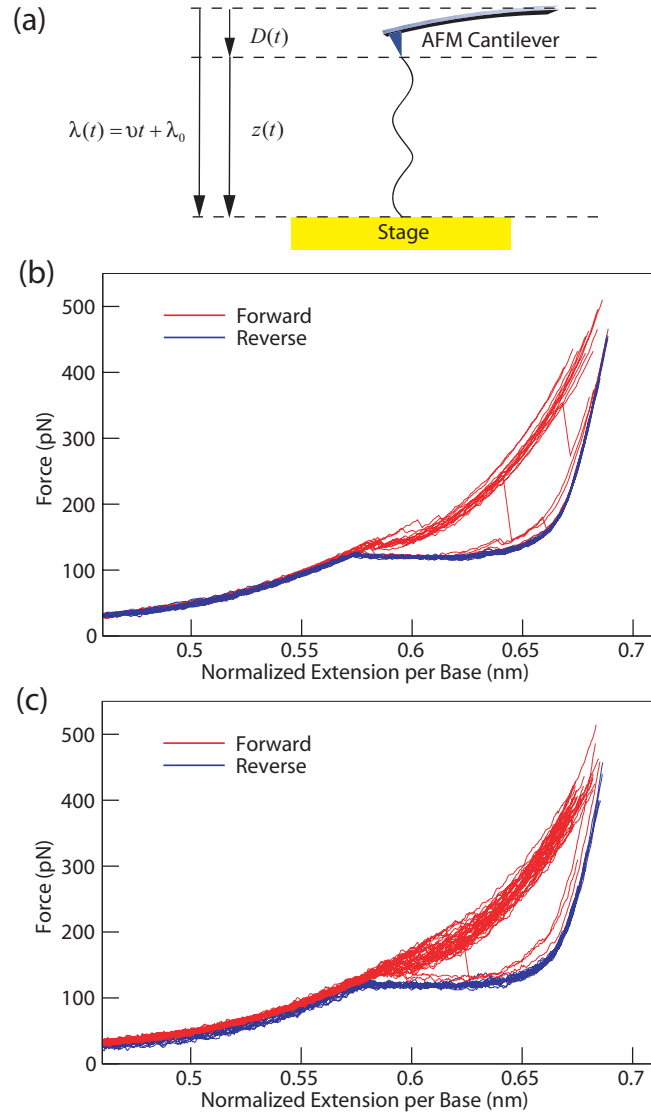 (a)
D(t)
AFM Cantilever
λ(t) = υt + λ₀
z(t)
Stage
(b)
500
Forward
Reverse
400
300
Force (pN)
200
100
0
0.5
0.55
0.6
0.65
0.7
Normalized Extension per Base (nm)
(c)
500
Forward
Reverse
400
300
Force (pN)
200
100
0
0.5
0.55
0.6
0.65
0.7
Normalized Extension per Base (nm)